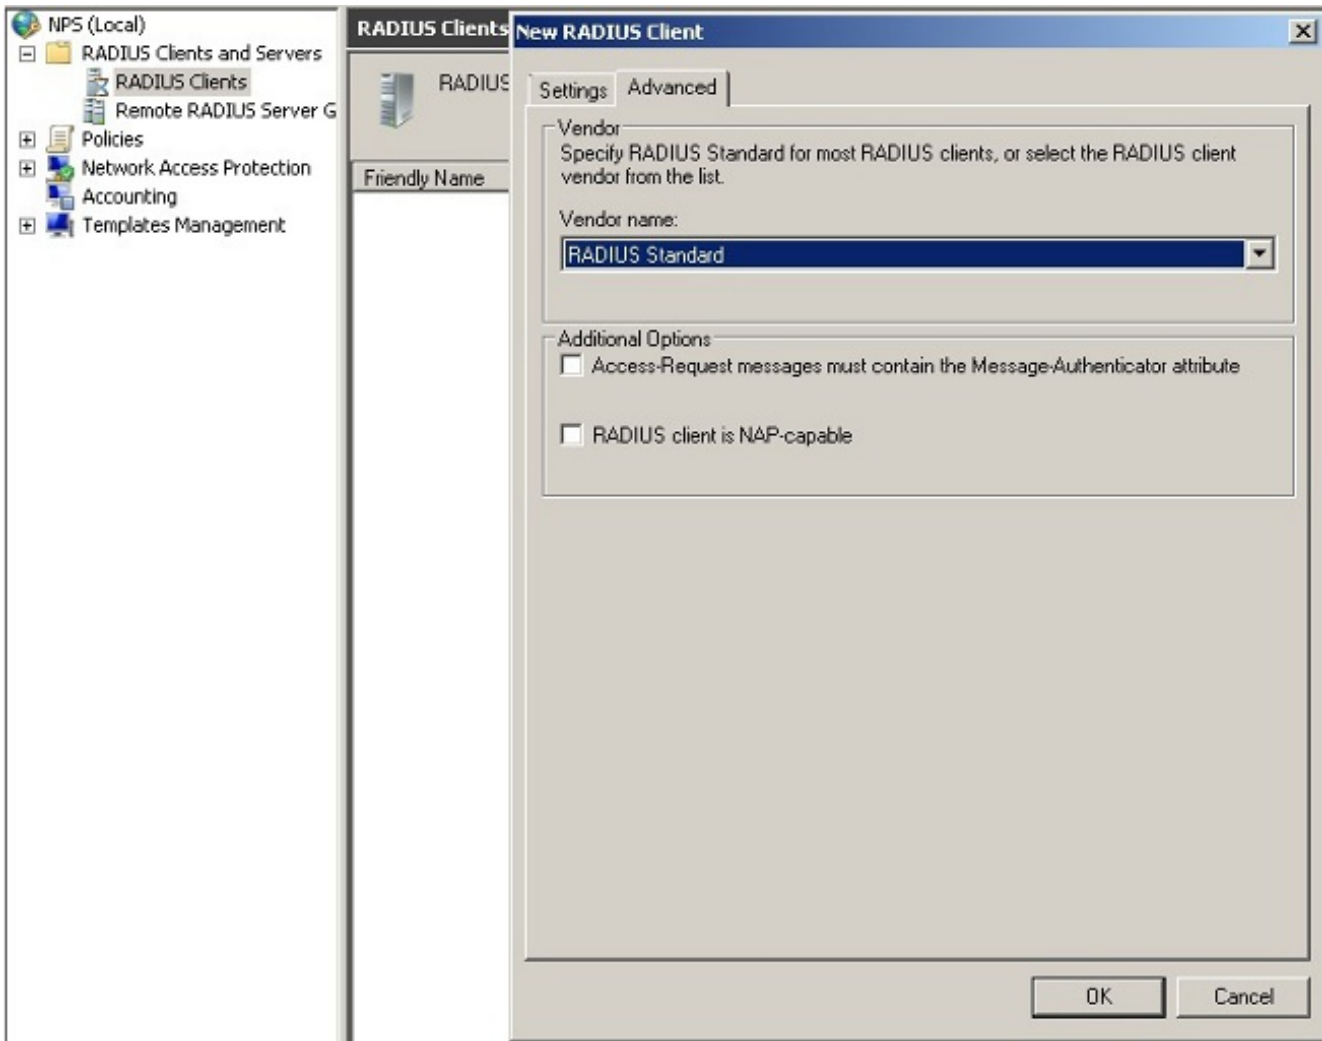 NPS (Local)
RADIUS Clients and Servers
RADIUS Clients
Remote RADIUS Server G
Policies
Network Access Protection
Accounting
Templates Management
RADIUS Clients
RADIUS
Friendly Name
New RADIUS Client
Settings
Advanced
Vendor
Specify RADIUS Standard for most RADIUS clients, or select the RADIUS client
vendor from the list.
Vendor name:
RADIUS Standard
Additional Options
Access-Request messages must contain the Message-Authenticator attribute
RADIUS client is NAP-capable
OK
Cancel